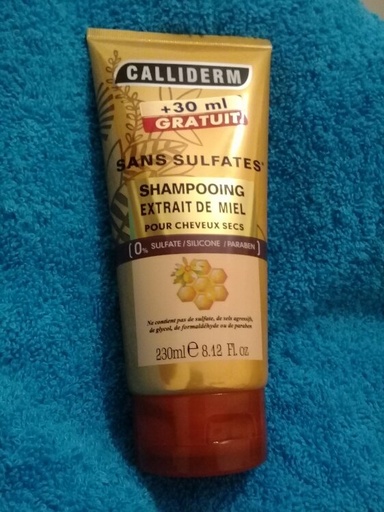 CALLIDERM
+30 ml
GRATUIT
SANS SULFATES*
SHAMPOOING
EXTRAIT DE MIEL
POUR CHEVEUX SECS
0% SULFATE / SILICONE / PARABEN
Ne contient pas de sulfate, de sels agressifs,
de glycol, de formaldéhyde ou de paraben
230ml e 8.12 Fl. oz